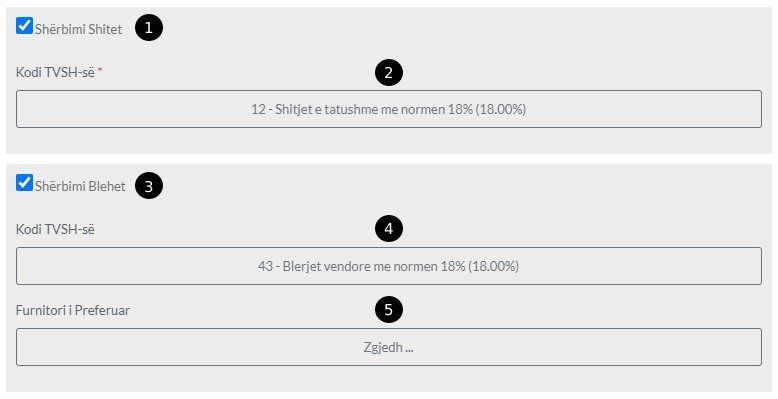 Shërbimi Shitet 1
Kodi TVSH-së * 2
12 - Shitjet e tatushme me normen 18% (18.00%)
Shërbimi Blehet 3
Kodi TVSH-së 4
43 - Blerjet vendore me normen 18% (18.00%)
Furnitori i Preferuar 5
Zgjedh ...